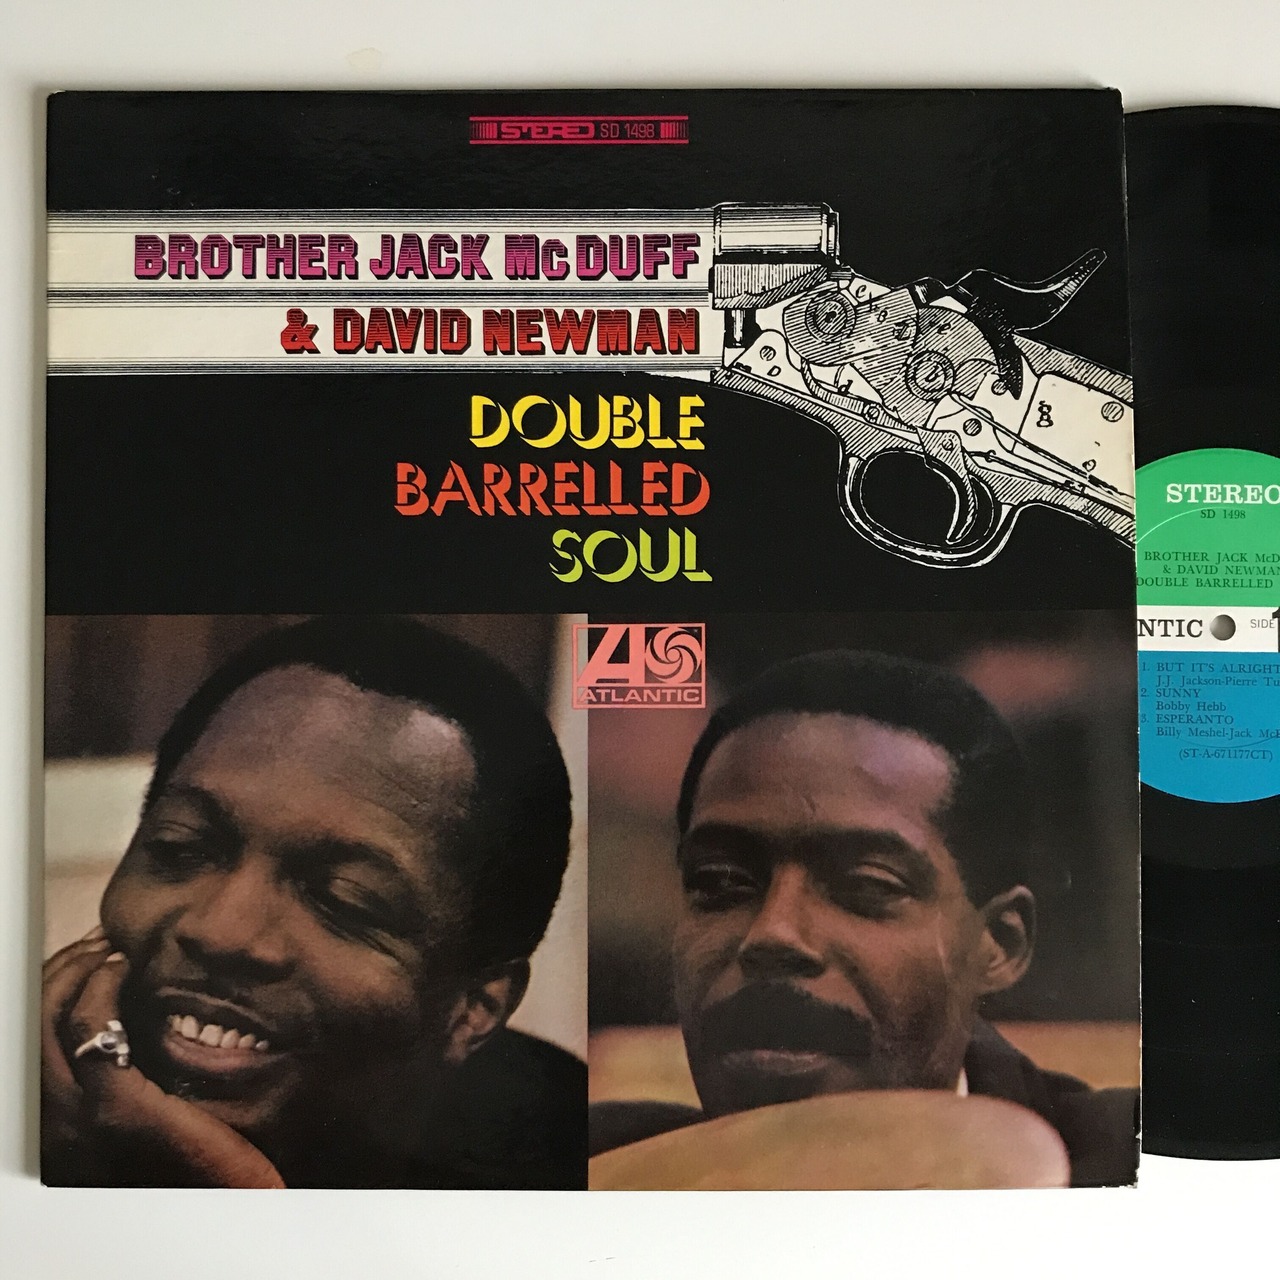 STEREO SD 1498
BROTHER JACK McDUFF
& DAVID NEWMAN
DOUBLE
BARRELLED
SOUL
ATLANTIC
STEREO
SD 1498
BROTHER JACK McD
& DAVID NEWMAN
DOUBLE BARRELLED
NTIC SIDE 1
1. BUT IT'S ALRIGHT
J.J. Jackson-Pierre Tu
2. SUNNY
Bobby Hebb
3. ESPERANTO
Billy Meshel-Jack McD
(ST-A-671177CT)